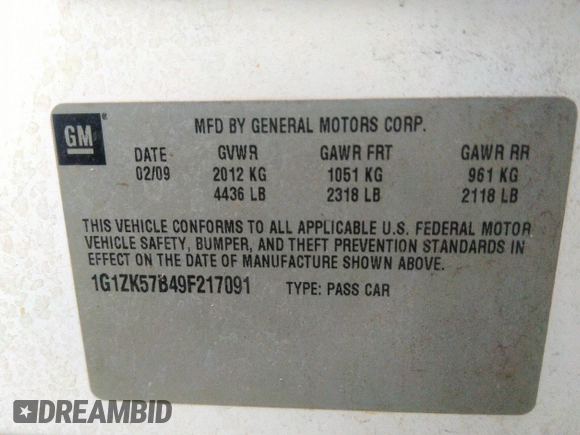 GM ®
MFD BY GENERAL MOTORS CORP.
DATE GVWR GAWR FRT GAWR RR
02/09 2012 KG 1051 KG 961 KG
4436 LB 2318 LB 2118 LB
THIS VEHICLE CONFORMS TO ALL APPLICABLE U.S. FEDERAL MOTOR
VEHICLE SAFETY, BUMPER, AND THEFT PREVENTION STANDARDS IN
EFFECT ON THE DATE OF MANUFACTURE SHOWN ABOVE.
1G1ZK57B49F217091 TYPE: PASS CAR
DREAMBID